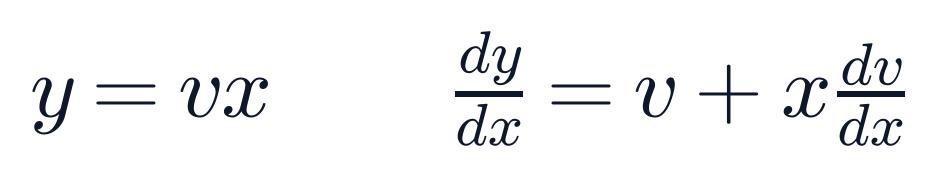 y = vx  dy/dx = v + x dv/dx